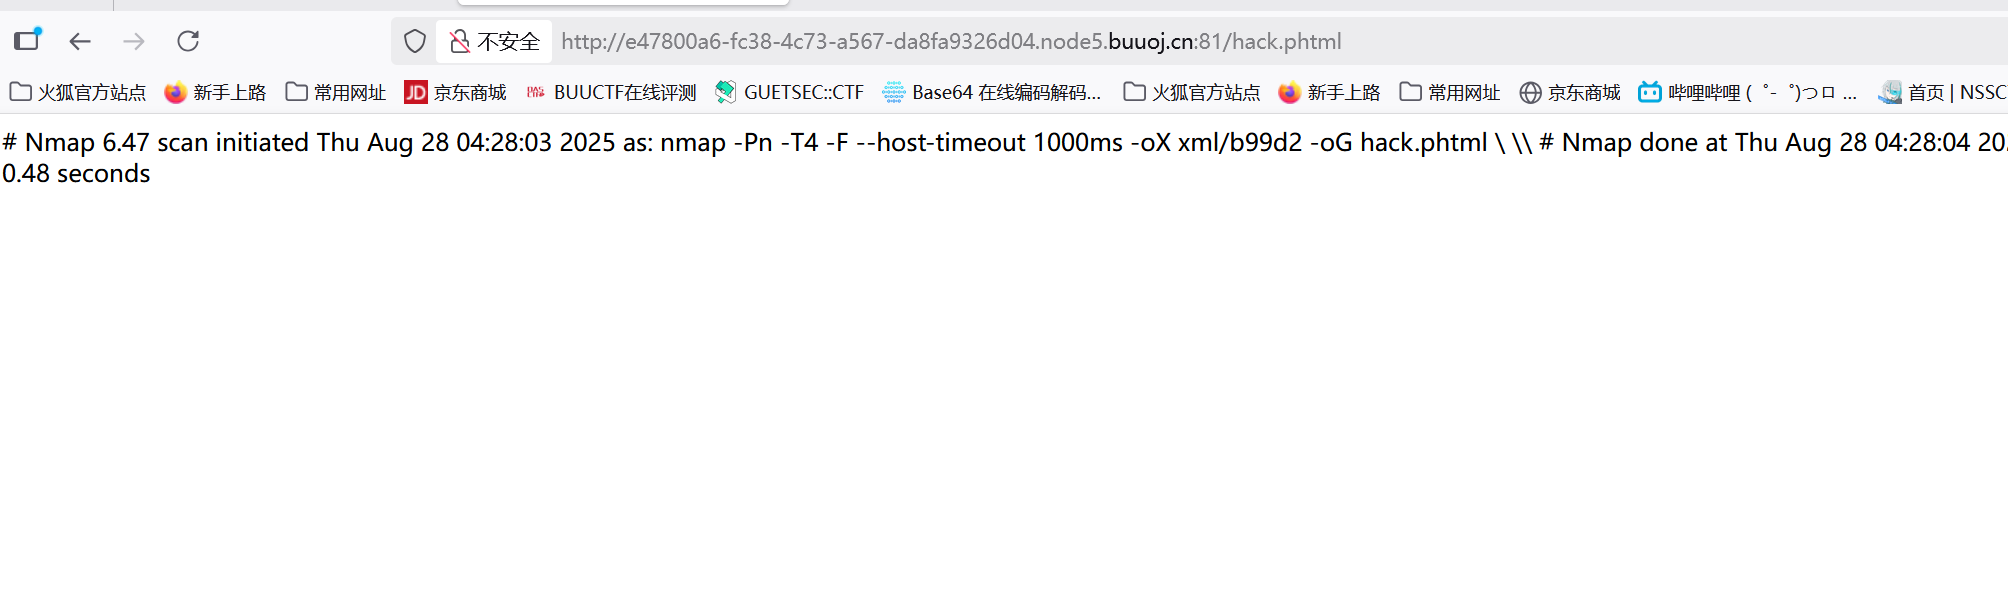 不安全 http://e47800a6-fc38-4c73-a567-da8fa9326d04.node5.buuoj.cn:81/hack.phtml
火狐官方站点 新手上路 常用网址 JD 京东商城 BUUCTF在线评测 GUETSEC::CTF Base64 在线编码解码... 火狐官方站点 新手上路 常用网址 京东商城 哔哩哔哩 ( ゜- ゜)つロ ... 首页 | NSSC
# Nmap 6.47 scan initiated Thu Aug 28 04:28:03 2025 as: nmap -Pn -T4 -F --host-timeout 1000ms -oX xml/b99d2 -oG hack.phtml \ \\ # Nmap done at Thu Aug 28 04:28:04 20
0.48 seconds